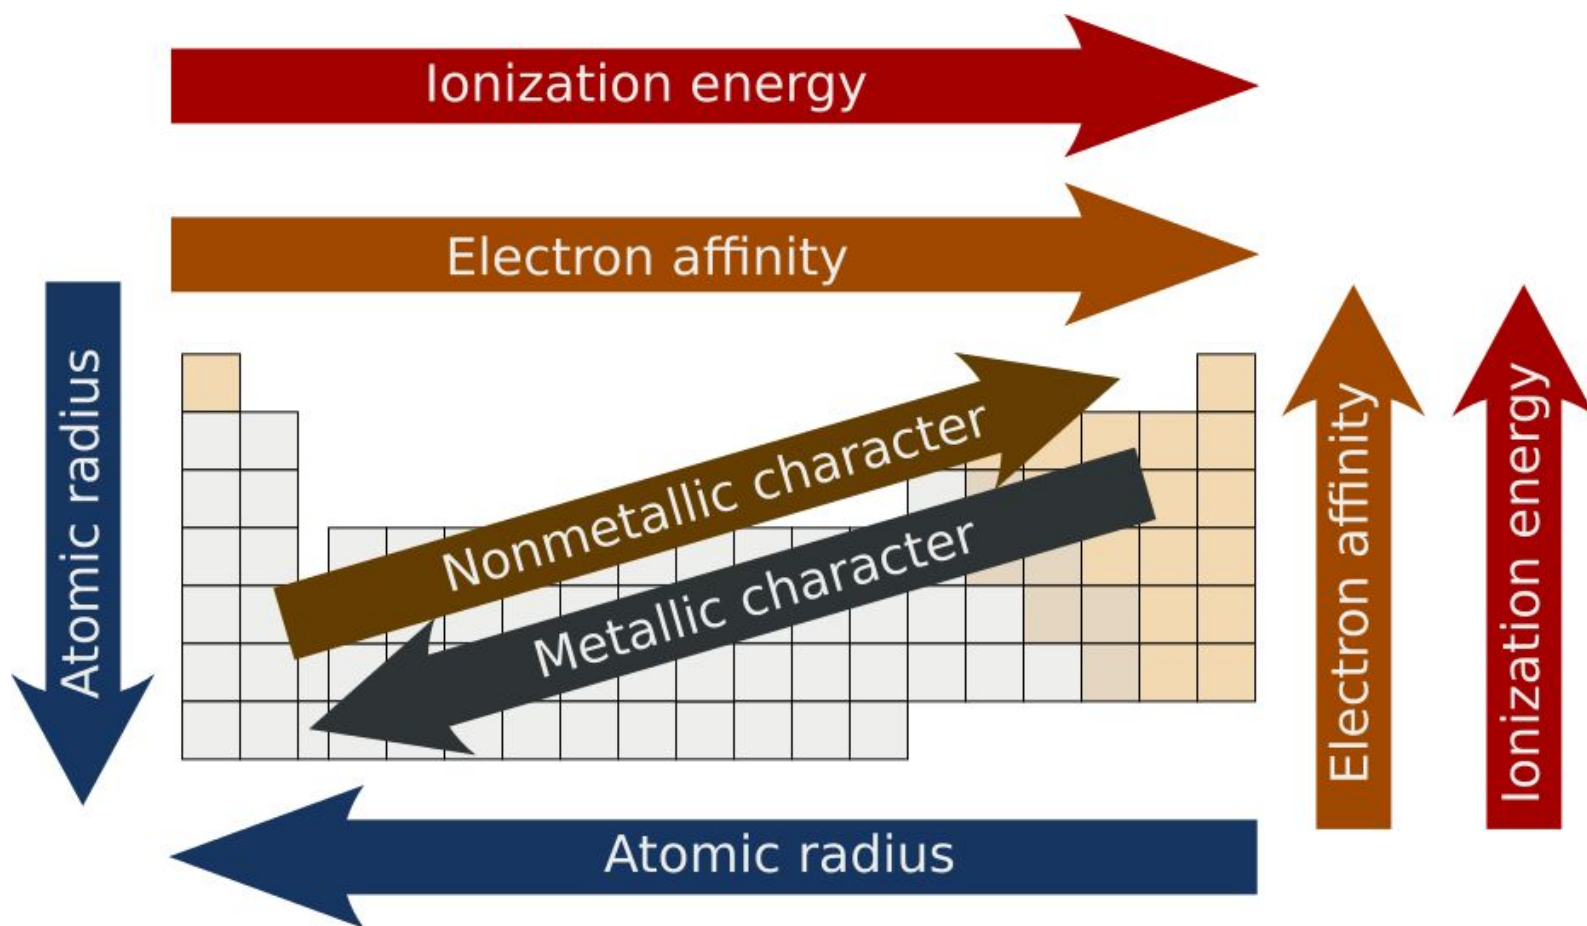 Ionization energy
Electron affinity
Atomic radius
Nonmetallic character
Metallic character
Electron affinity
Ionization energy
Atomic radius